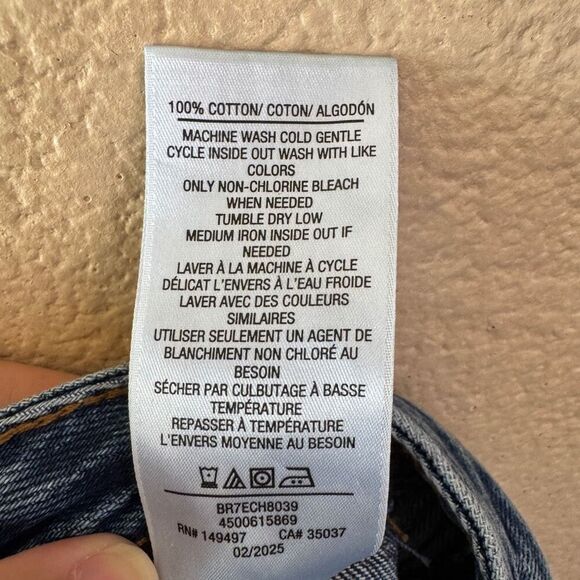 100% COTTON/ COTON/ ALGODÓN
MACHINE WASH COLD GENTLE
CYCLE INSIDE OUT WASH WITH LIKE
COLORS
ONLY NON-CHLORINE BLEACH
WHEN NEEDED
TUMBLE DRY LOW
MEDIUM IRON INSIDE OUT IF
NEEDED
LAVER À LA MACHINE À CYCLE
DÉLICAT L'ENVERS À L'EAU FROIDE
LAVER AVEC DES COULEURS
SIMILAIRES
UTILISER SEULEMENT UN AGENT DE
BLANCHIMENT NON CHLORÉ AU
BESOIN
SÉCHER PAR CULBUTAGE À BASSE
TEMPÉRATURE
REPASSER À TEMPÉRATURE
L'ENVERS MOYENNE AU BESOIN
BR7ECH8039
4500615869
RN# 149497 CA# 35037
02/2025